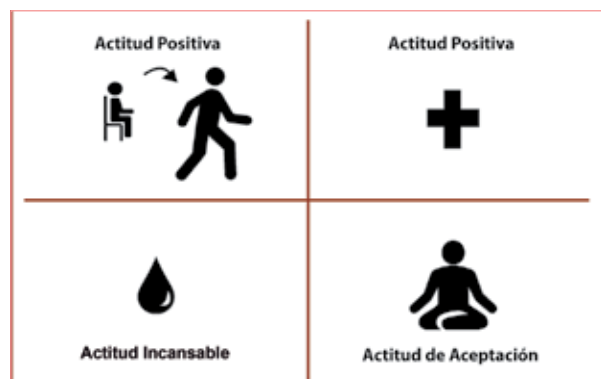 Actitud Positiva
Actitud Positiva
Actitud Incansable
Actitud de Aceptación